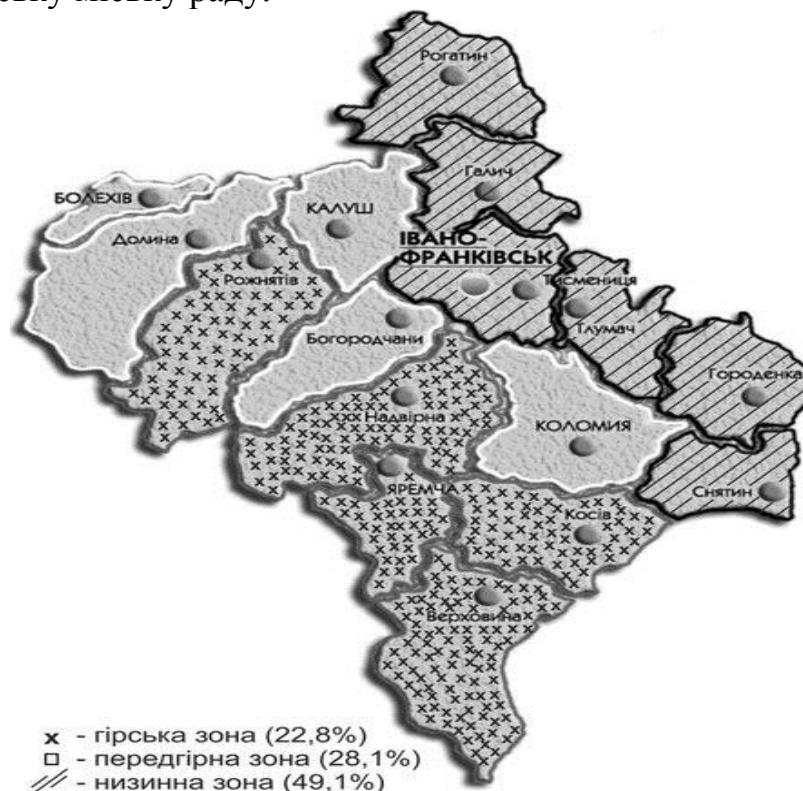 Рогатин
Галич
БОЛЕХІВ
КАЛУШ
Долина
ІВАНО-
ФРАНКІВСЬК
Рожнятів
Тисмениця
Тлумач
Богородчани
Городенка
Надвірна
КОЛОМИЯ
ЯРЕМЧА
Снятин
Косів
Верховина
x - гірська зона (22,8%)
□ - передгірна зона (28,1%)
// - низинна зона (49,1%)